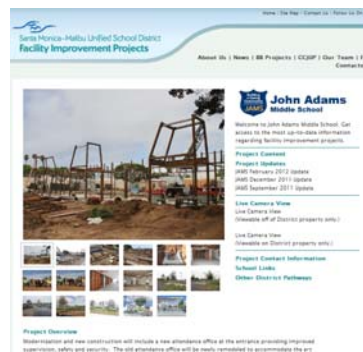 Home | Site Map | Contact Us | Follow Us
Santa Monica-Malibu Unified School District
Facility Improvement Projects
About Us | News | BB Projects | CCJUP | Our Team |
Contacts
John Adams
Middle School
JAMS
Welcome to John Adams Middle School. Get
access to the most up-to-date information
regarding facility improvement projects.
Project Content
Project Updates
JAMS February 2012 Update
JAMS December 2011 Update
JAMS September 2011 Update
Live Camera View
Live Camera View
(Viewable off of District property only.)
Live Camera View
(Viewable on District property only.)
Project Contact Information
School Links
Other District Pathways
Project Overview
Modernization and new construction will include a new attendance office at the entrance providing improved
supervision, safety and security. The old attendance office will be newly remodeled to accommodate the art